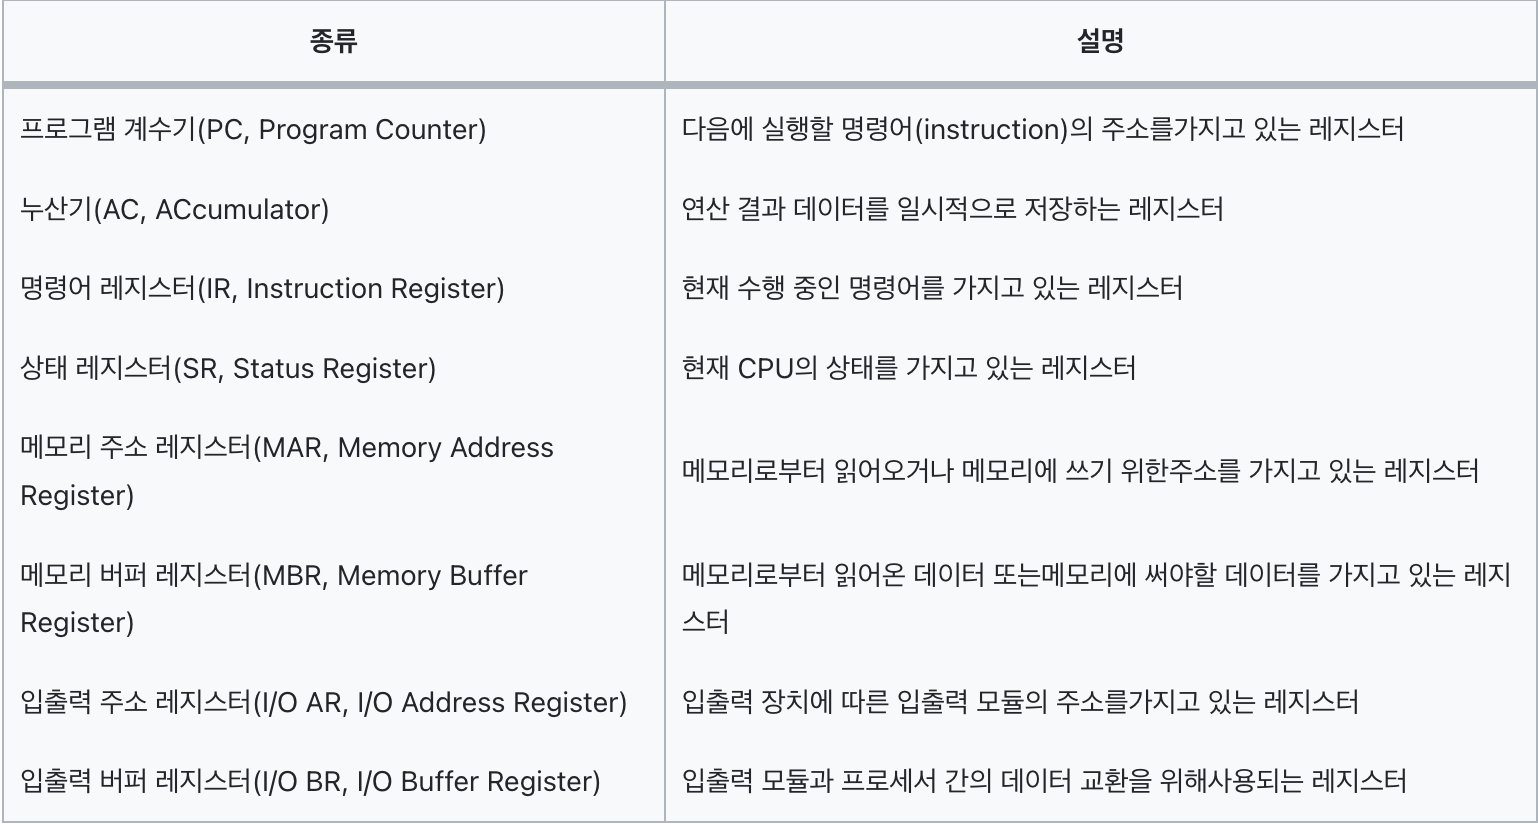 종류
설명
프로그램 계수기(PC, Program Counter)
다음에 실행할 명령어(instruction)의 주소를가지고 있는 레지스터
누산기(AC, ACcumulator)
연산 결과 데이터를 일시적으로 저장하는 레지스터
명령어 레지스터(IR, Instruction Register)
현재 수행 중인 명령어를 가지고 있는 레지스터
상태 레지스터(SR, Status Register)
현재 CPU의 상태를 가지고 있는 레지스터
메모리 주소 레지스터(MAR, Memory Address
Register)
메모리로부터 읽어오거나 메모리에 쓰기 위한주소를 가지고 있는 레지스터
메모리 버퍼 레지스터(MBR, Memory Buffer
Register)
메모리로부터 읽어온 데이터 또는메모리에 써야할 데이터를 가지고 있는 레지
스터
입출력 주소 레지스터(I/O AR, I/O Address Register)
입출력 장치에 따른 입출력 모듈의 주소를가지고 있는 레지스터
입출력 버퍼 레지스터(I/O BR, I/O Buffer Register)
입출력 모듈과 프로세서 간의 데이터 교환을 위해사용되는 레지스터